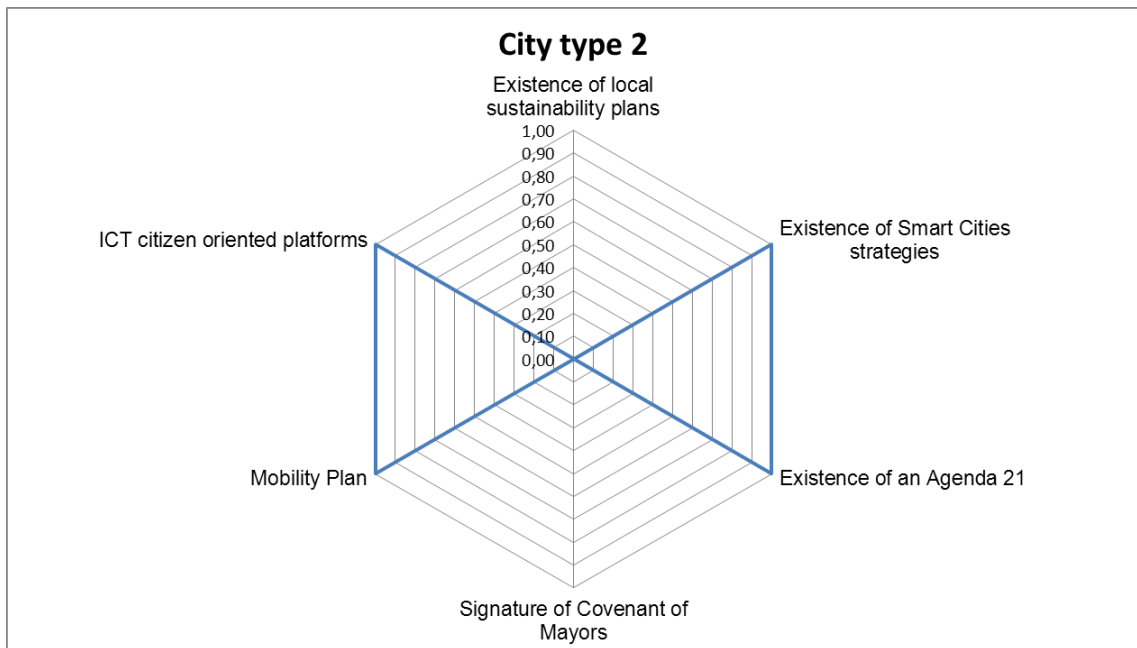 City type 2
Existence of local
sustainability plans
1,00
0,90
0,80
0,70
0,60
0,50
0,40
0,30
0,20
0,10
0,00
Existence of Smart Cities
strategies
ICT citizen oriented platforms
Mobility Plan
Existence of an Agenda 21
Signature of Covenant of
Mayors